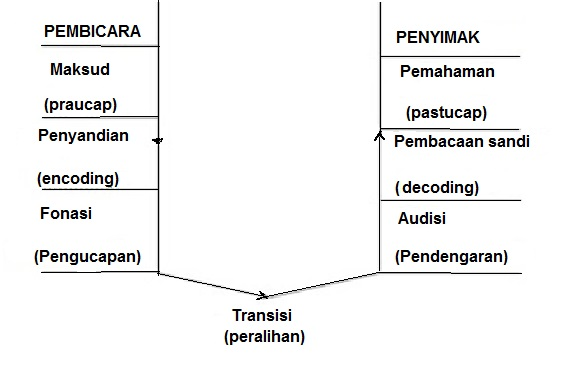 PEMBICARA
Maksud
(praucap)
Penyandian
(encoding)
Fonasi
(Pengucapan)
PENYIMAK
Pemahaman
(pastucap)
Pembacaan sandi
(decoding)
Audisi
(Pendengaran)
Transisi
(peralihan)